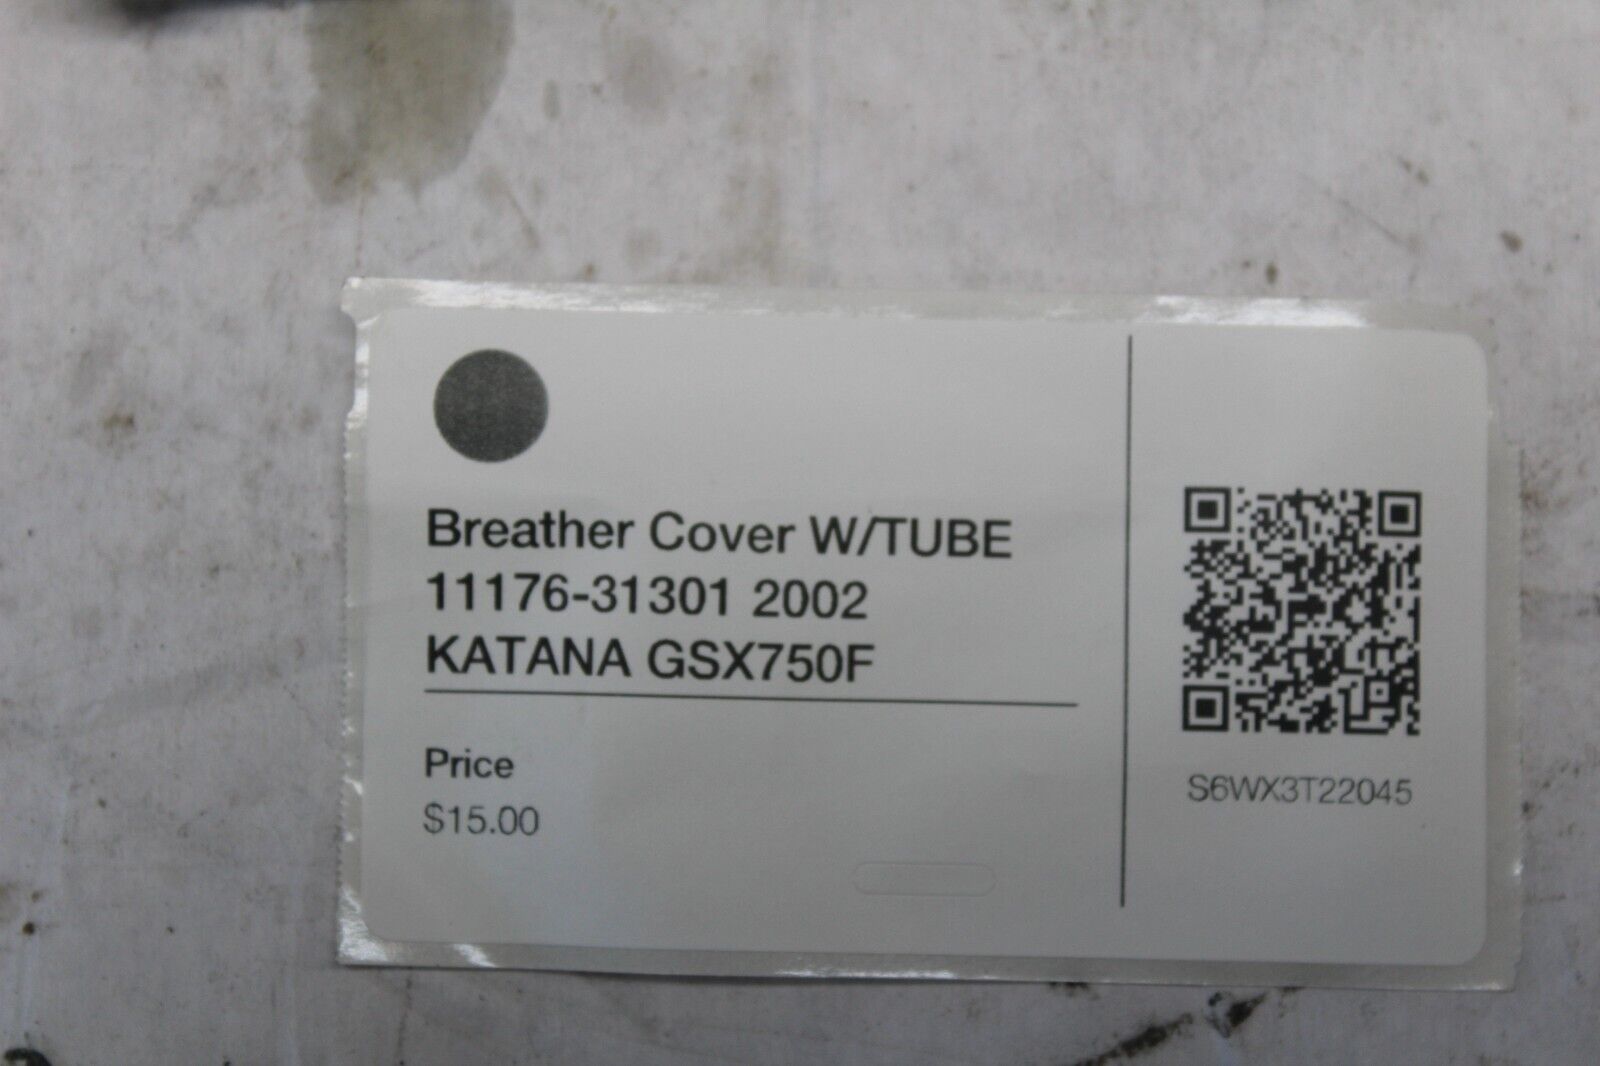 Breather Cover W/TUBE
11176-31301 2002
KATANA GSX750F
Price
$15.00
S6WX3T22045